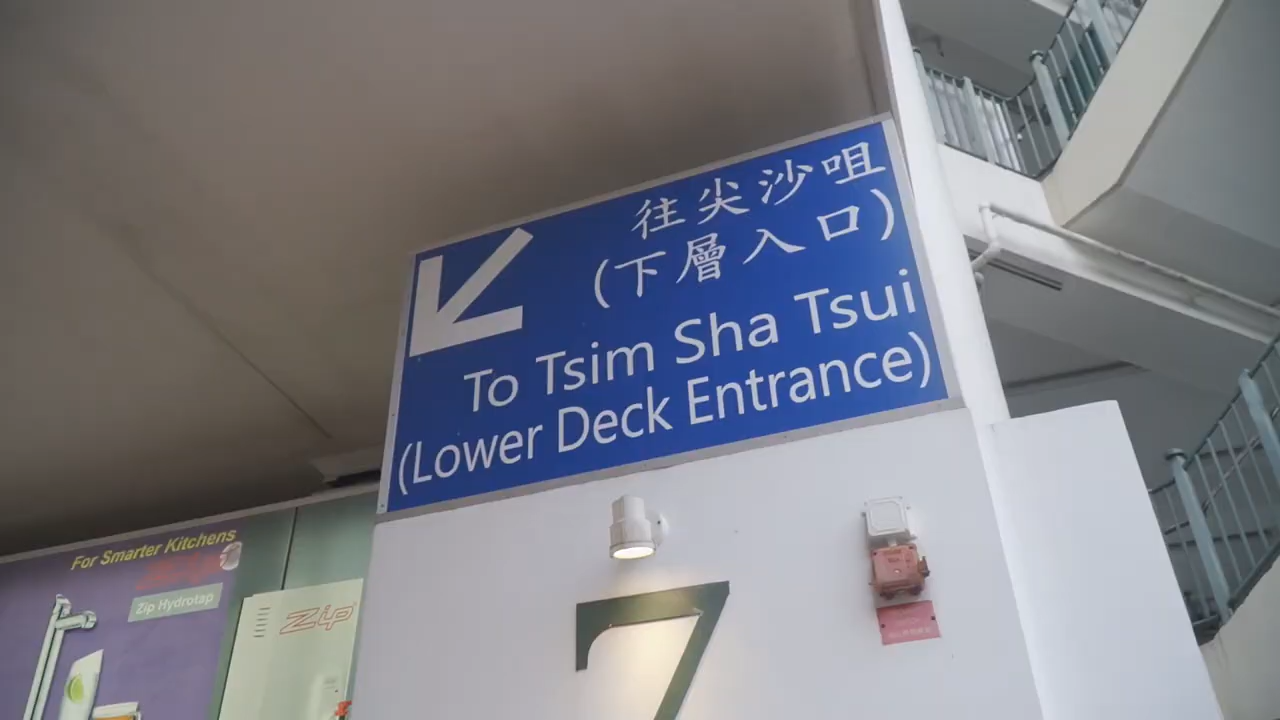 往尖沙咀
(下層入口)
To Tsim Sha Tsui
(Lower Deck Entrance)
For Smarter Kitchens
Zip Hydrotap
Zip
7